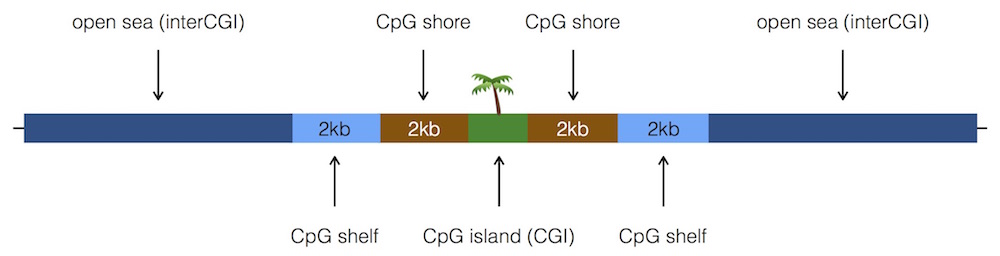 open sea (interCGI)
CpG shore
CpG shore
open sea (interCGI)
2kb
2kb
2kb
2kb
CpG shelf
CpG island (CGI)
CpG shelf